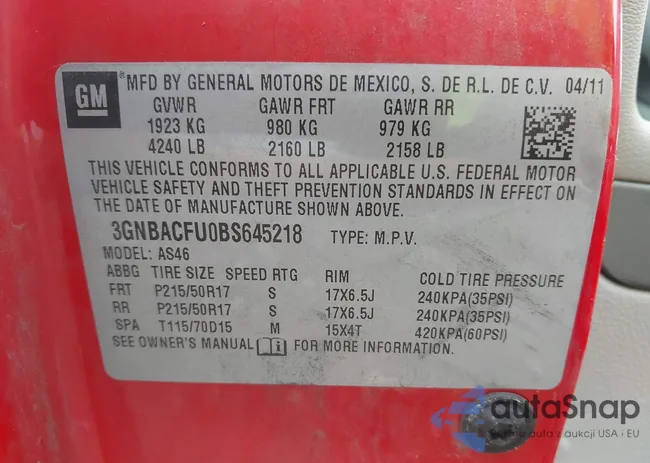 GM
MFD BY GENERAL MOTORS DE MEXICO, S. DE R.L. DE C.V. 04/11
GVWR GAWR FRT GAWR RR
1923 KG 980 KG 979 KG
4240 LB 2160 LB 2158 LB
THIS VEHICLE CONFORMS TO ALL APPLICABLE U.S. FEDERAL MOTOR
VEHICLE SAFETY AND THEFT PREVENTION STANDARDS IN EFFECT ON
THE DATE OF MANUFACTURE SHOWN ABOVE.
3GNBACFU0BS645218 TYPE: M.P.V.
MODEL: AS46
ABBG TIRE SIZE SPEED RTG RIM COLD TIRE PRESSURE
FRT P215/50R17 S 17X6.5J 240KPA(35PSI)
RR P215/50R17 S 17X6.5J 240KPA(35PSI)
SPA T115/70D15 M 15X4T 420KPA(60PSI)
SEE OWNER'S MANUAL i FOR MORE INFORMATION.
autoSnap
auta z aukcji USA i EU